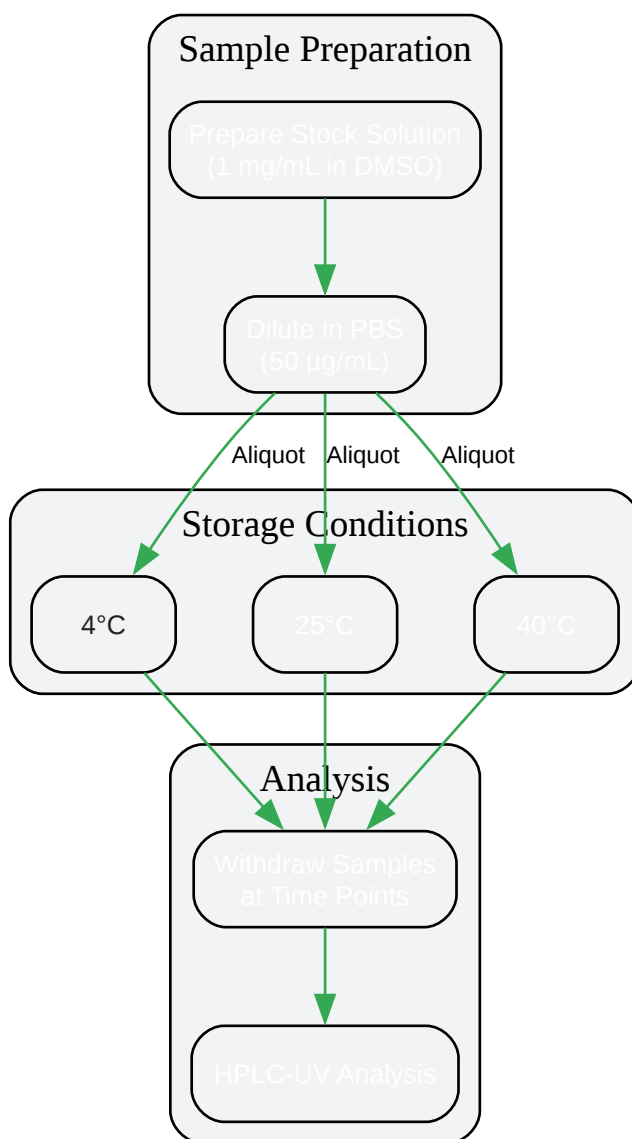 Sample Preparation
Prepare Stock Solution
(1 mg/mL in DMSO)
Dilute in PBS
(50 µg/mL)
Aliquot Aliquot Aliquot
Storage Conditions
4°C 25°C 40°C
Analysis
Withdraw Samples
at Time Points
HPLC-UV Analysis